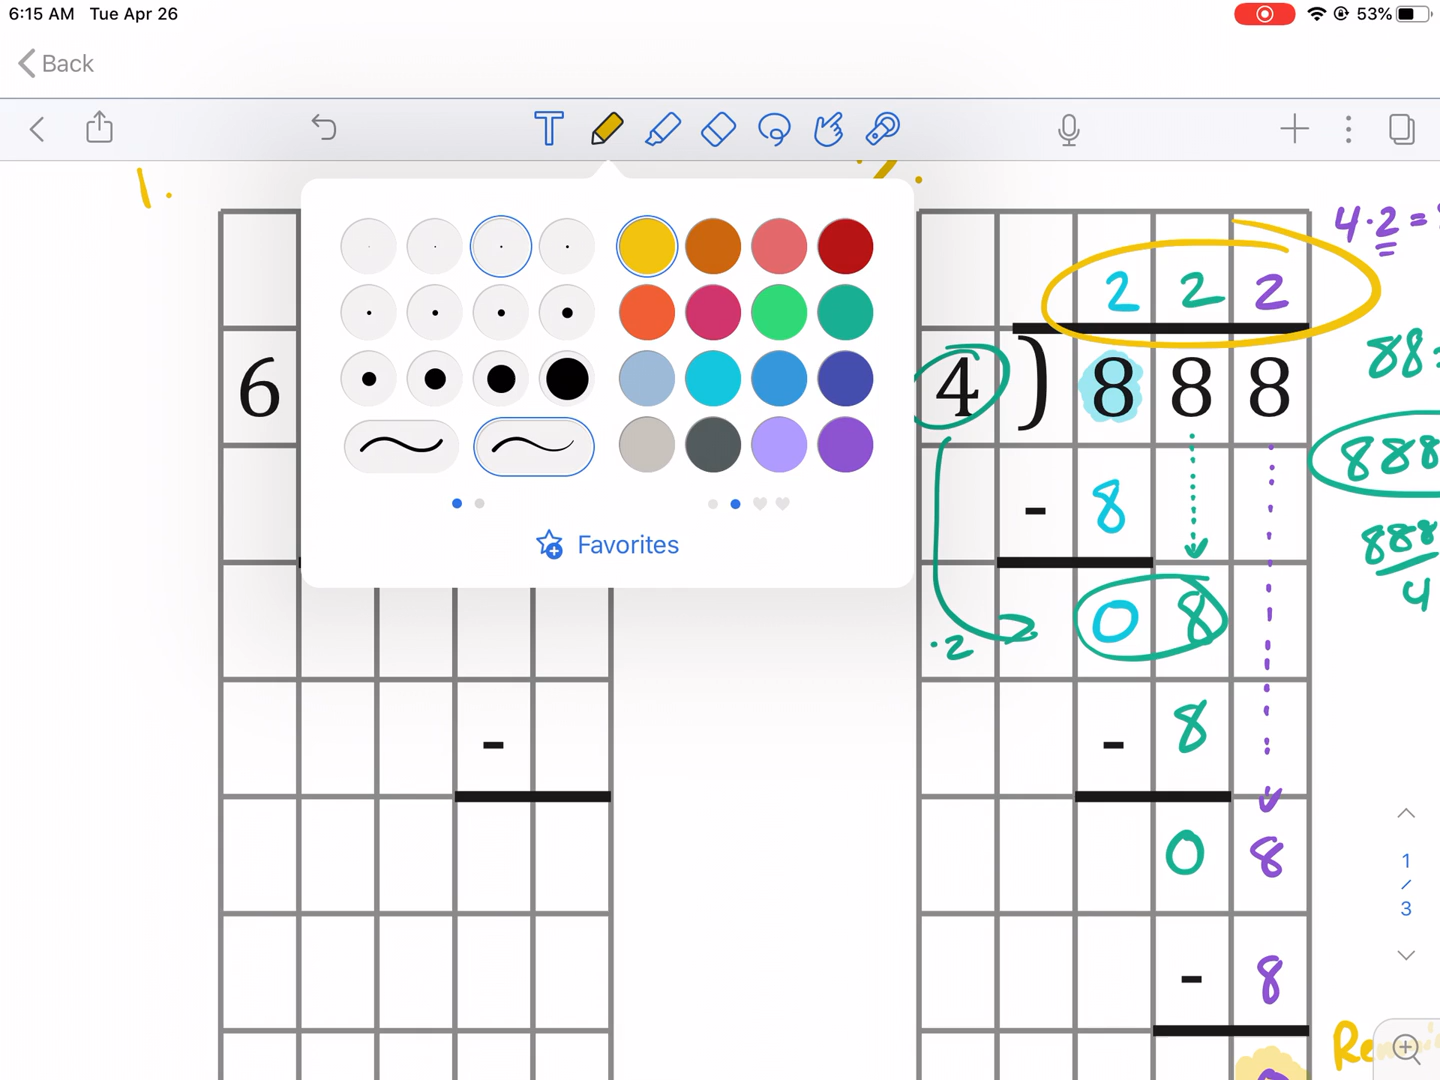 6:15 AM Tue Apr 26
53%
Back
T
1.
2.
4·2=
2 2 2
6
4 ) 8 8 8
88=
888
- 8
888
4
0 8
·2
- - 8
0 8
1
/
3
- 8
Favorites